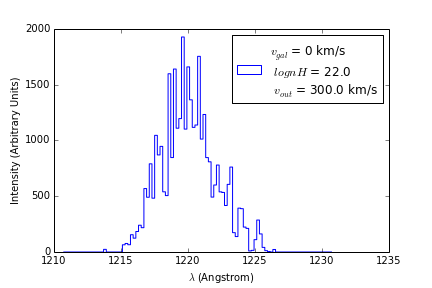 2000
1500
1000
500
0
1210
1215
1220
1225
1230
1235
Intensity (Arbitrary Units)
λ (Angstrom)
v_gal = 0 km/s
lognH = 22.0
v_out = 300.0 km/s